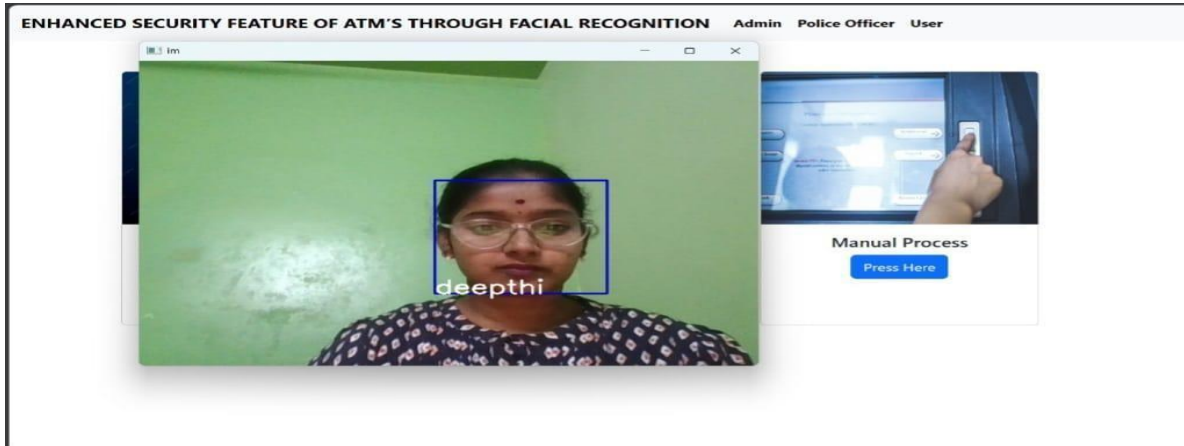 ENHANCED SECURITY FEATURE OF ATM'S THROUGH FACIAL RECOGNITION Admin Police Officer User
im
deepthi
Manual Process
Press Here